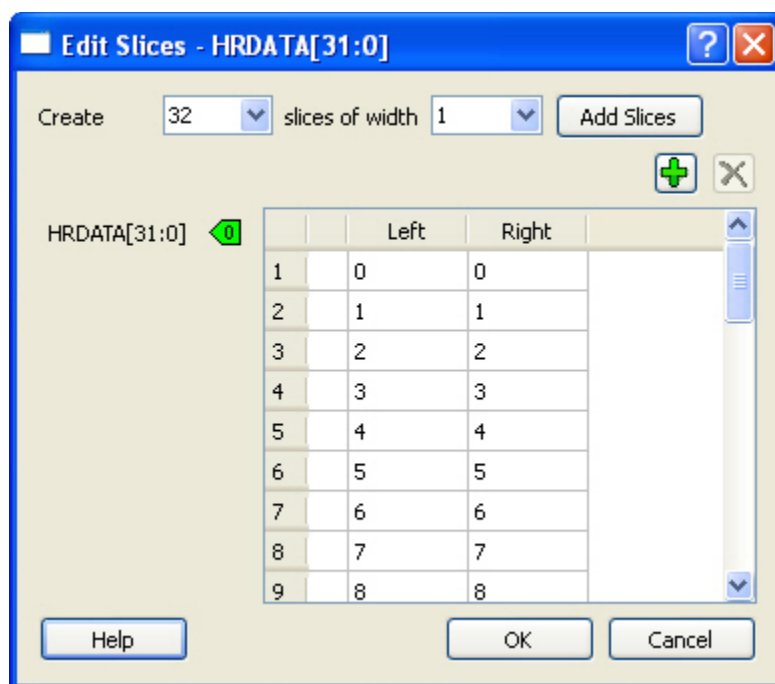 Edit Slices - HRDATA[31:0]
Create 32 slices of width 1 Add Slices
HRDATA[31:0] 0
Left Right
1 0 0
2 1 1
3 2 2
4 3 3
5 4 4
6 5 5
7 6 6
8 7 7
9 8 8
Help OK Cancel